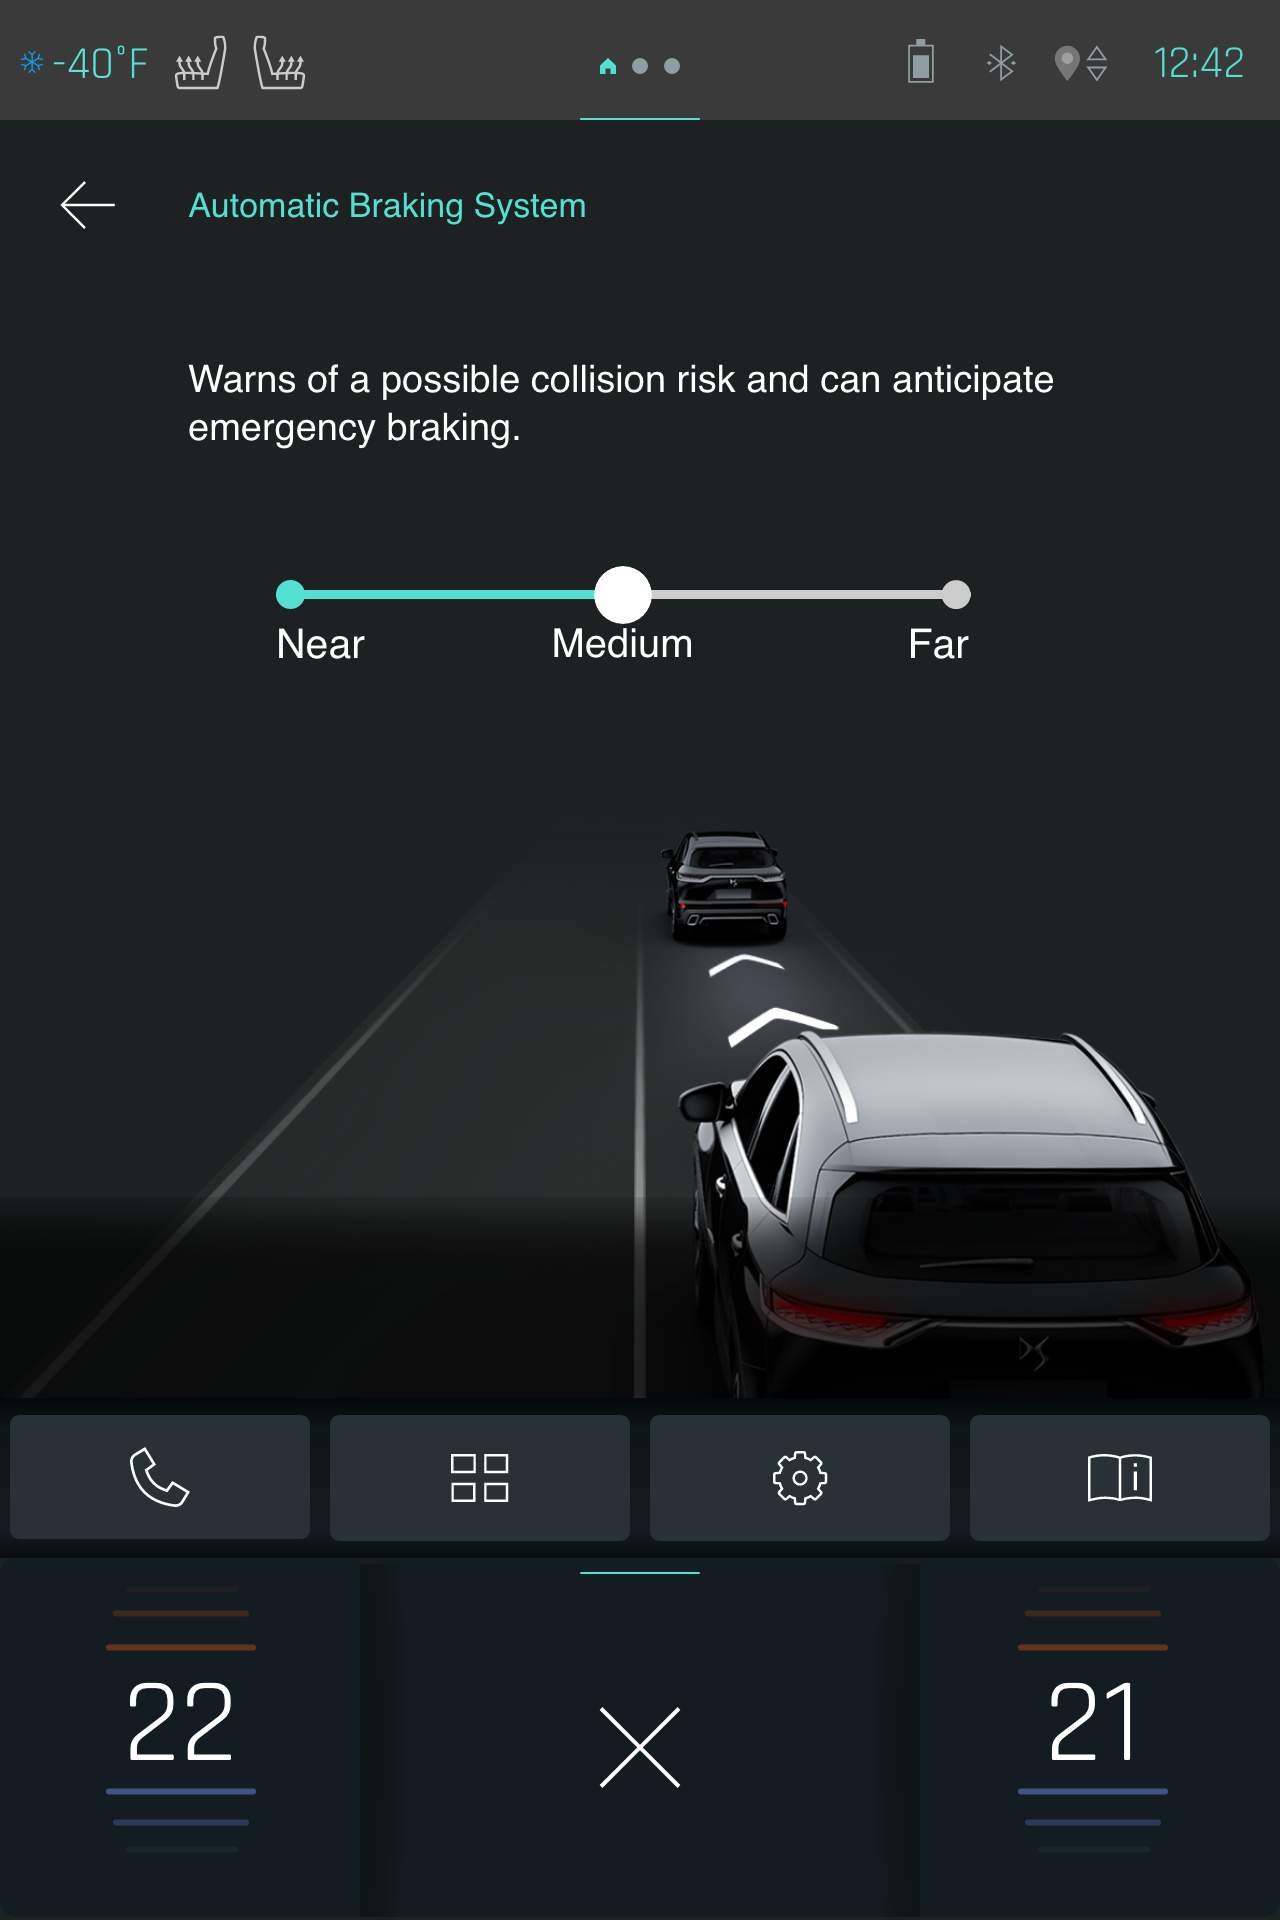 -40°F
12:42
Automatic Braking System
Warns of a possible collision risk and can anticipate
emergency braking.
Near Medium Far
i
22 21